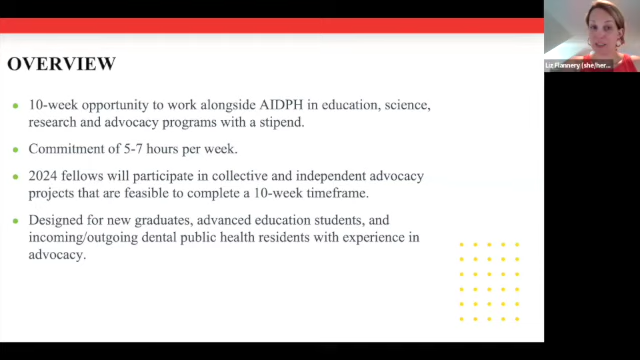 OVERVIEW
10-week opportunity to work alongside AIDPH in education, science,
research and advocacy programs with a stipend.
Commitment of 5-7 hours per week.
2024 fellows will participate in collective and independent advocacy
projects that are feasible to complete a 10-week timeframe.
Designed for new graduates, advanced education students, and
incoming/outgoing dental public health residents with experience in
advocacy.
Liz Flannery (she/her...